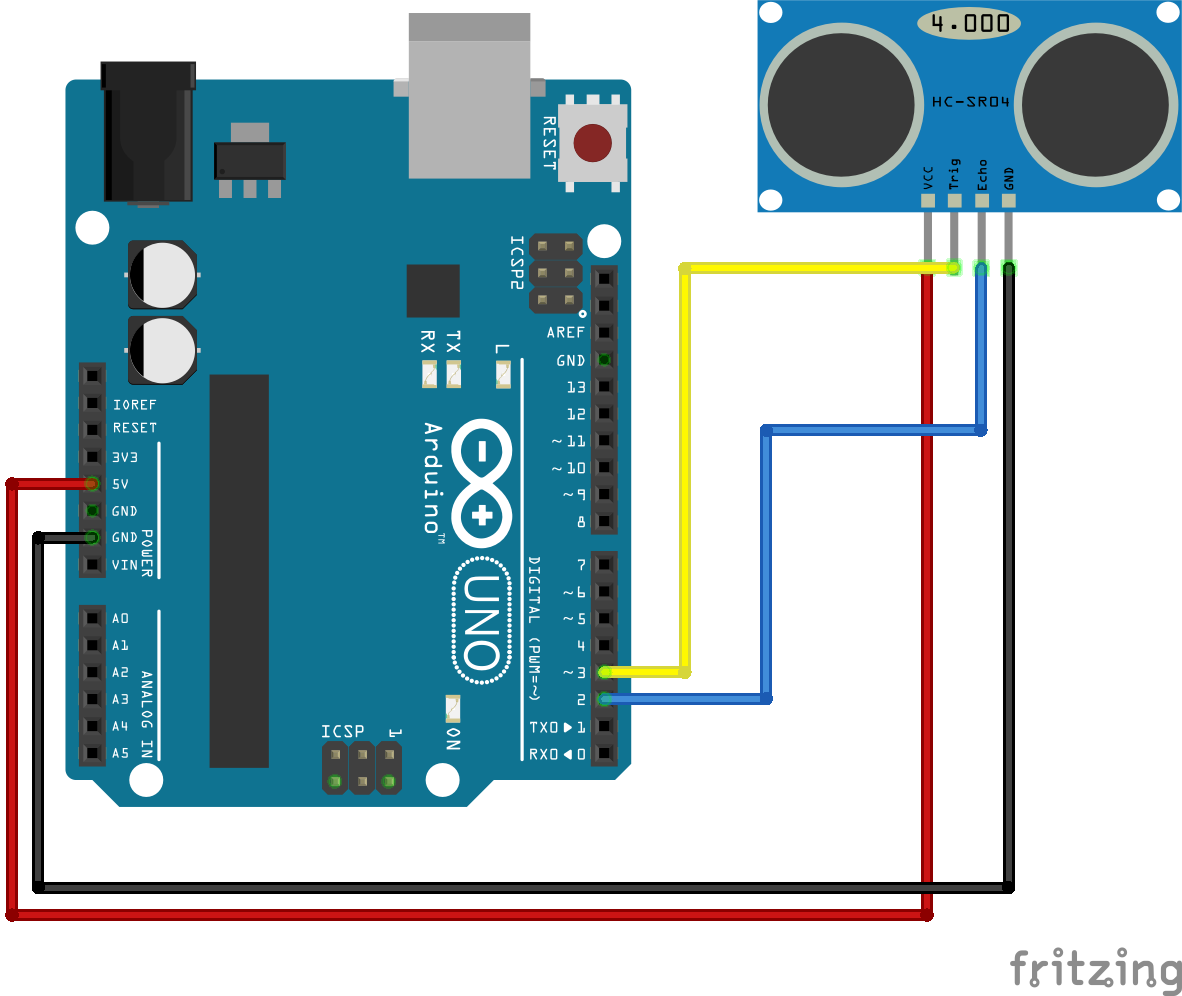 4.000
HC-SR04
VCC
Trig
Echo
GND
RESET
ICSP2
AREF
GND
13
12
~11
~10
~9
8
7
~6
~5
4
~3
2
TX0▶1
RX0◀0
RX
TX
L
IOREF
RESET
3V3
5V
GND
GND
VIN
POWER
A0
A1
A2
A3
A4
A5
ANALOG IN
Arduino™
UNO
DIGITAL (PWM=~)
ICSP
1
ON
fritzing